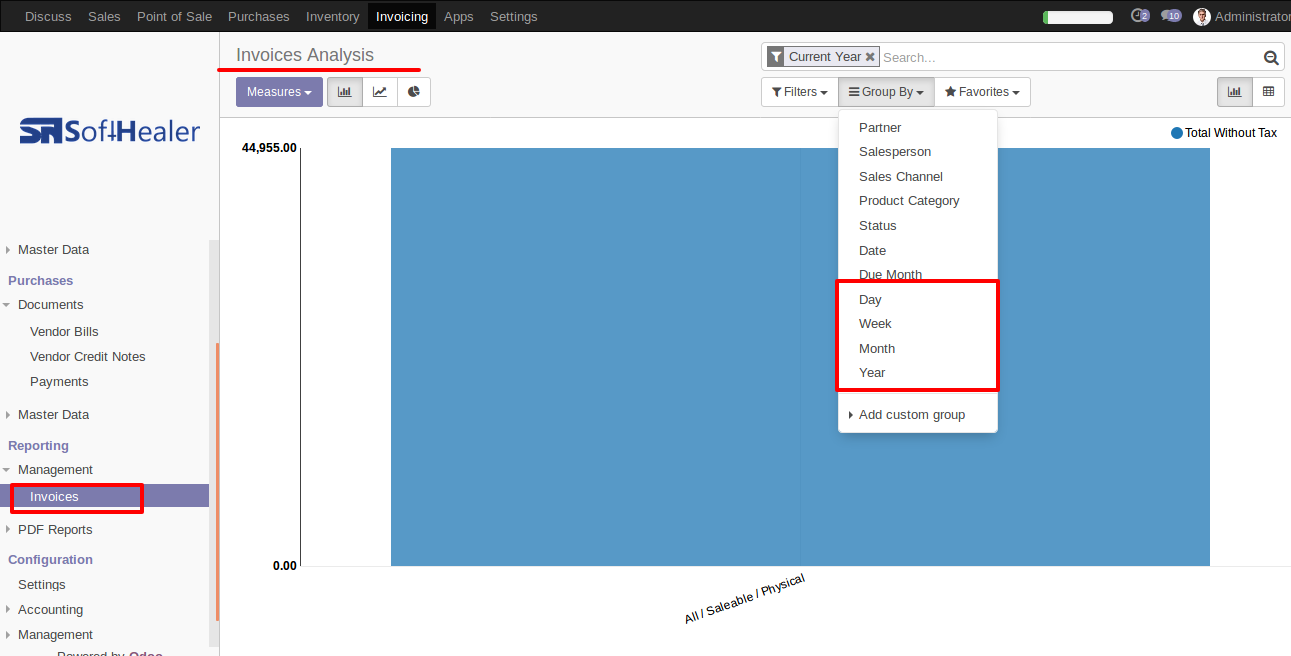 Discuss Sales Point of Sale Purchases Inventory Invoicing Apps Settings 2 10 Administrator
Invoices Analysis
Current Year Search...
Measures Filters Group By Favorites
SH SoftHealer
Master Data
Purchases
Documents
Vendor Bills
Vendor Credit Notes
Payments
Master Data
Reporting
Management
Invoices
PDF Reports
Configuration
Settings
Accounting
Management
Powered by Odoo
Partner
Salesperson
Sales Channel
Product Category
Status
Date
Due Month
Day
Week
Month
Year
Add custom group
Total Without Tax
44,955.00
0.00
All / Saleable / Physical